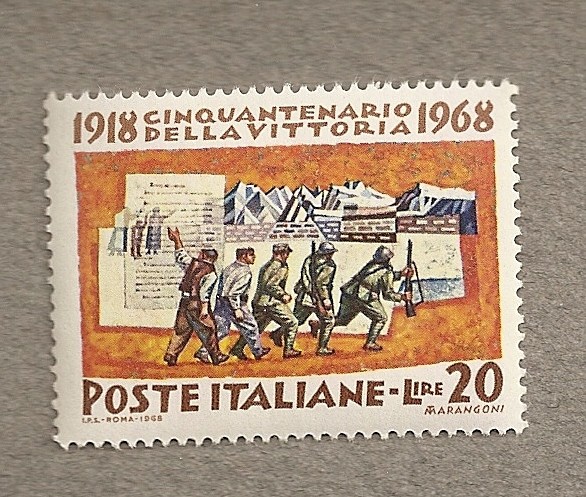 1918 CINQUANTENARIO 1968
DELLA VITTORIA
POSTE ITALIANE - LIRE 20
I.P.S. - ROMA - 1968
T MARANGONI